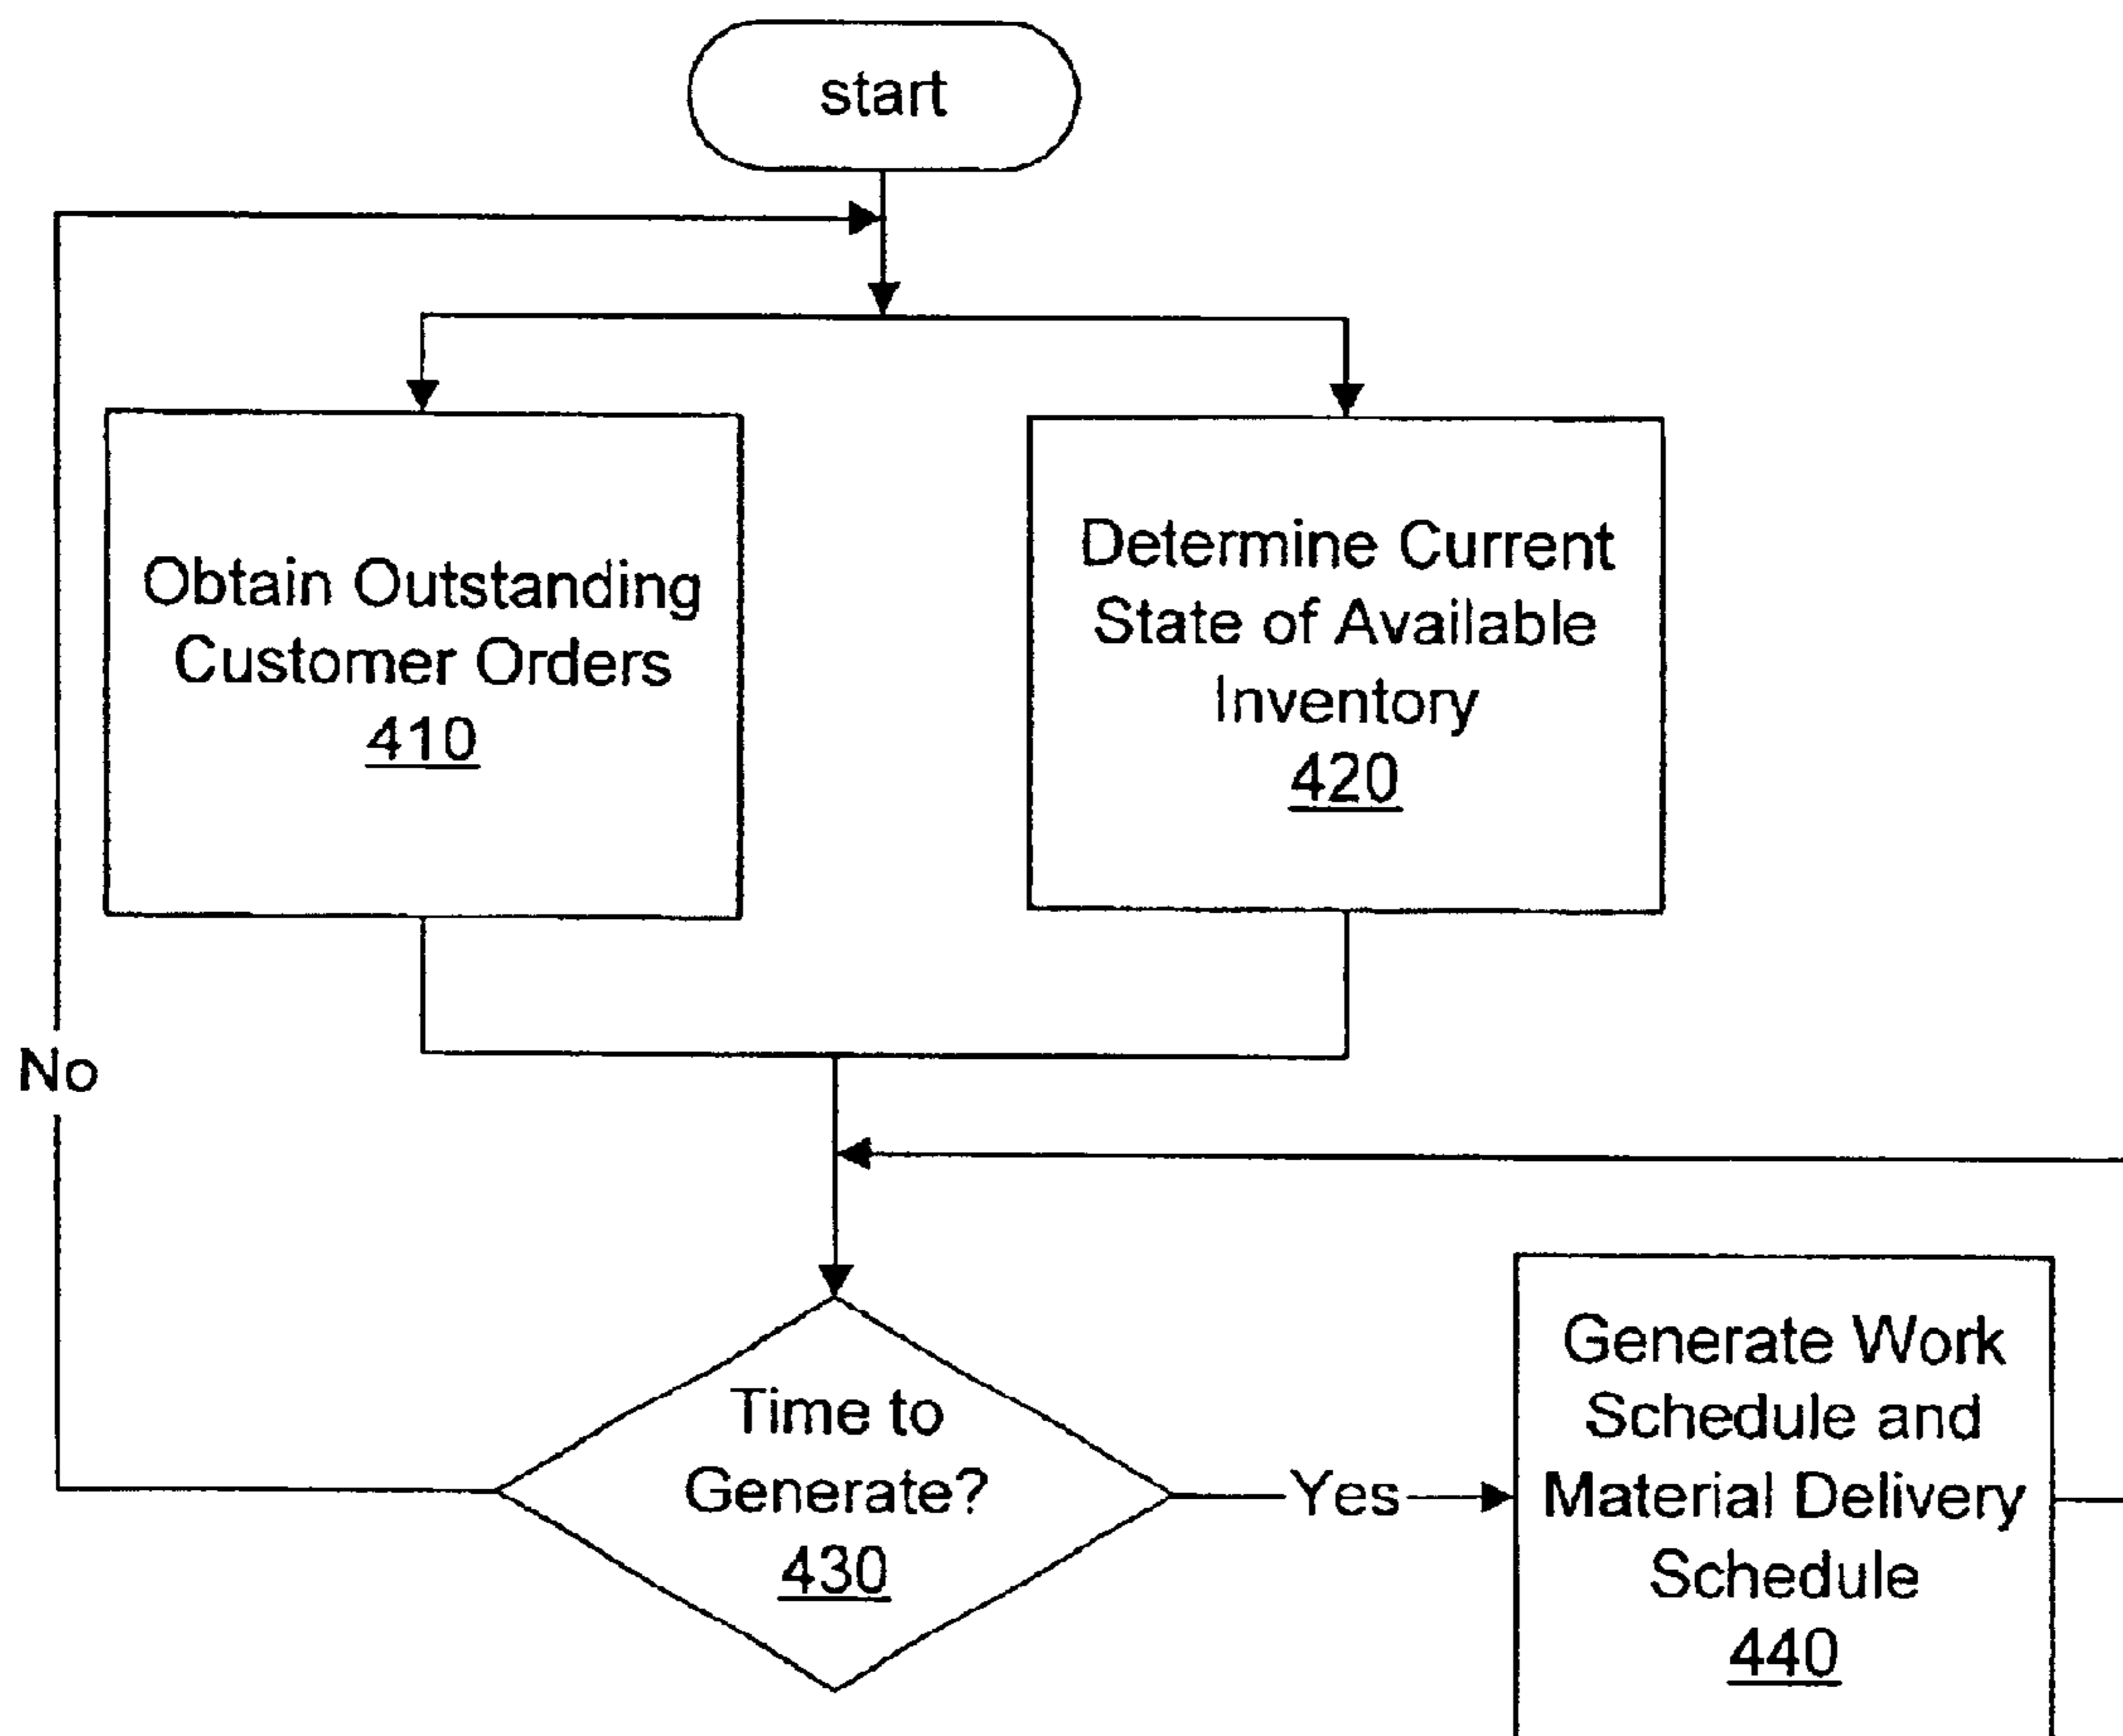 start
Obtain Outstanding
Customer Orders
410
Determine Current
State of Available
Inventory
420
No
Time to
Generate?
430
Yes
Generate Work
Schedule and
Material Delivery
Schedule
440